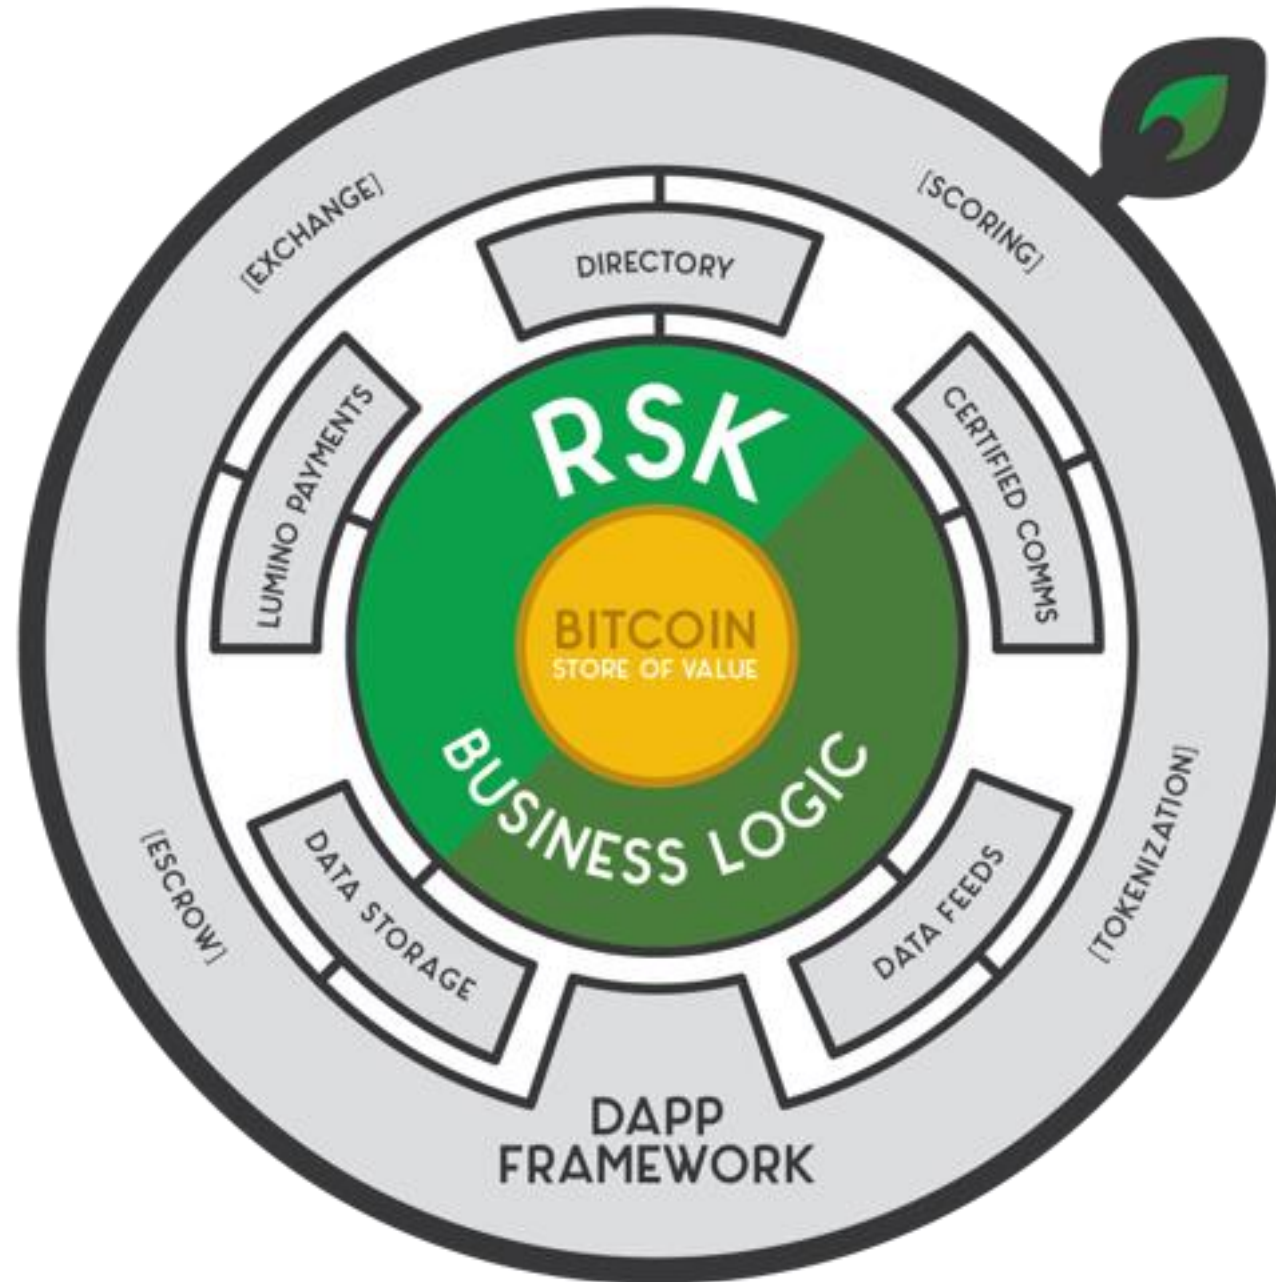 [EXCHANGE]
[SCORING]
DIRECTORY
LUMINO PAYMENTS
CERTIFIED COMMS
RSK
BITCOIN
STORE OF VALUE
BUSINESS LOGIC
[ESCROW]
[TOKENIZATION]
DATA STORAGE
DATA FEEDS
DAPP
FRAMEWORK